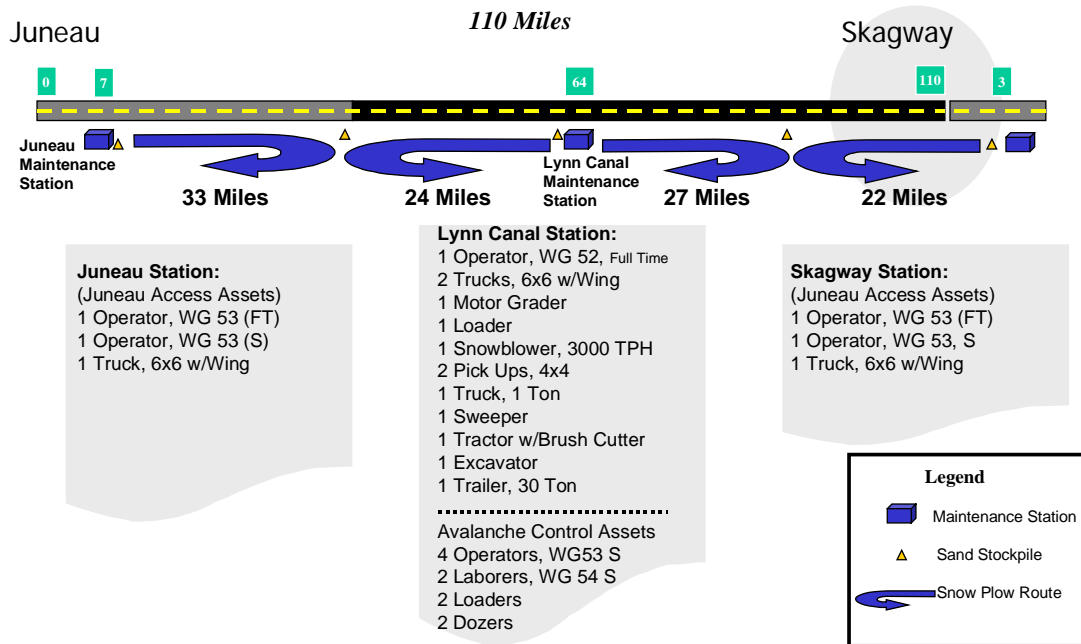 110 Miles
Juneau
Skagway
0
7
64
110
3
Juneau
Maintenance
Station
Lynn Canal
Maintenance
Station
33 Miles
24 Miles
27 Miles
22 Miles
Juneau Station:
(Juneau Access Assets)
1 Operator, WG 53 (FT)
1 Operator, WG 53 (S)
1 Truck, 6x6 w/Wing
Lynn Canal Station:
1 Operator, WG 52, Full Time
2 Trucks, 6x6 w/Wing
1 Motor Grader
1 Loader
1 Snowblower, 3000 TPH
2 Pick Ups, 4x4
1 Truck, 1 Ton
1 Sweeper
1 Tractor w/Brush Cutter
1 Excavator
1 Trailer, 30 Ton
Avalanche Control Assets
4 Operators, WG53 S
2 Laborers, WG 54 S
2 Loaders
2 Dozers
Skagway Station:
(Juneau Access Assets)
1 Operator, WG 53 (FT)
1 Operator, WG 53, S
1 Truck, 6x6 w/Wing
Legend
Maintenance Station
Sand Stockpile
Snow Plow Route